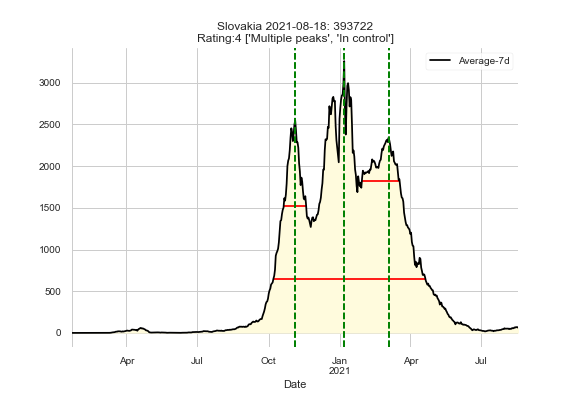 Slovakia 2021-08-18: 393722
Rating:4 ['Multiple peaks', 'In control']
Average-7d
3000
2500
2000
1500
1000
500
0
Apr
Jul
Oct
Jan
2021
Apr
Jul
Date